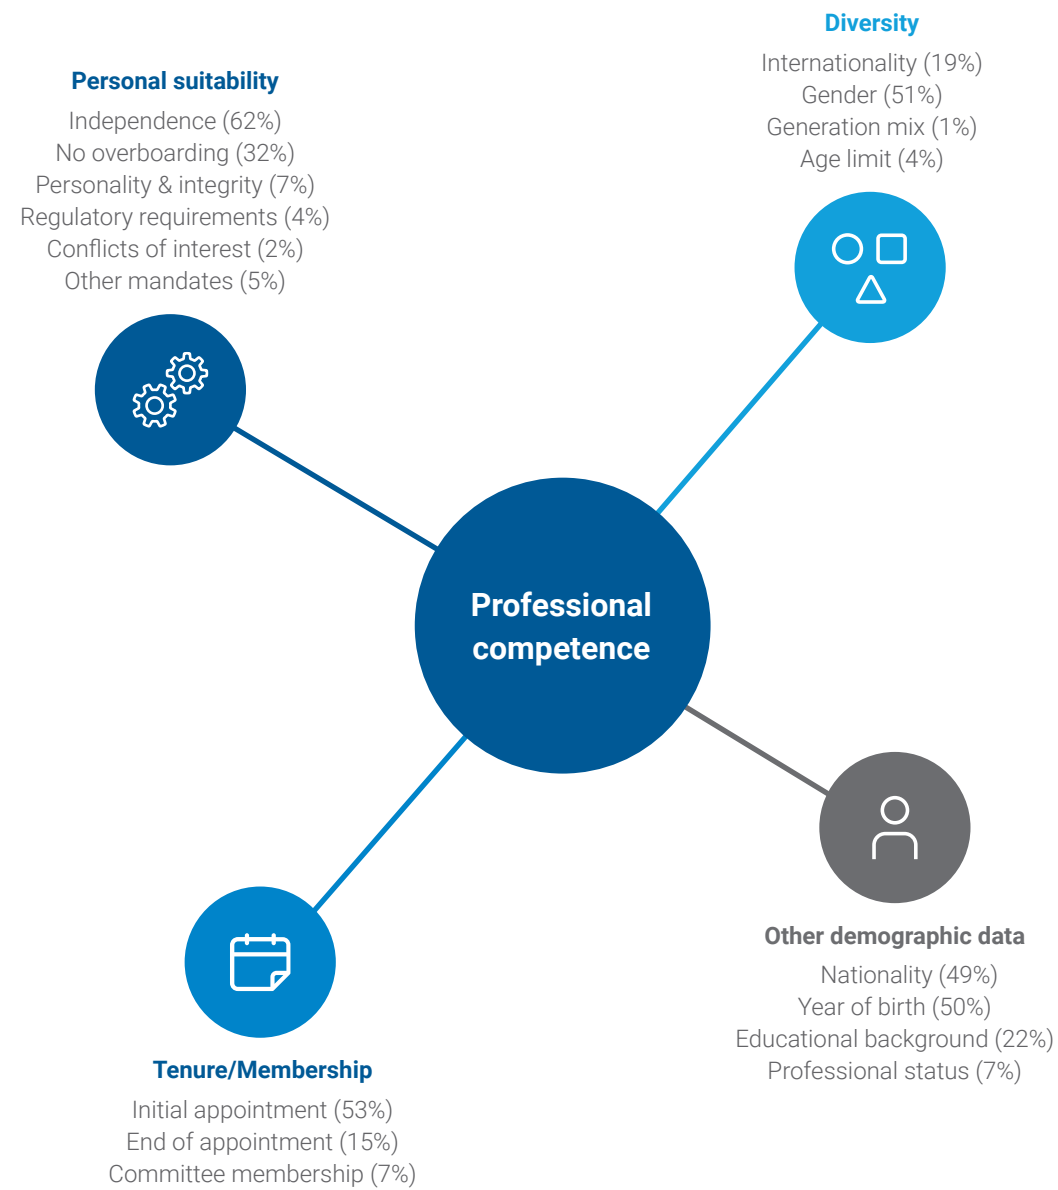 Personal suitability
Independence (62%)
No overboarding (32%)
Personality & integrity (7%)
Regulatory requirements (4%)
Conflicts of interest (2%)
Other mandates (5%)
Diversity
Internationality (19%)
Gender (51%)
Generation mix (1%)
Age limit (4%)
Professional
competence
Tenure/Membership
Initial appointment (53%)
End of appointment (15%)
Committee membership (7%)
Other demographic data
Nationality (49%)
Year of birth (50%)
Educational background (22%)
Professional status (7%)